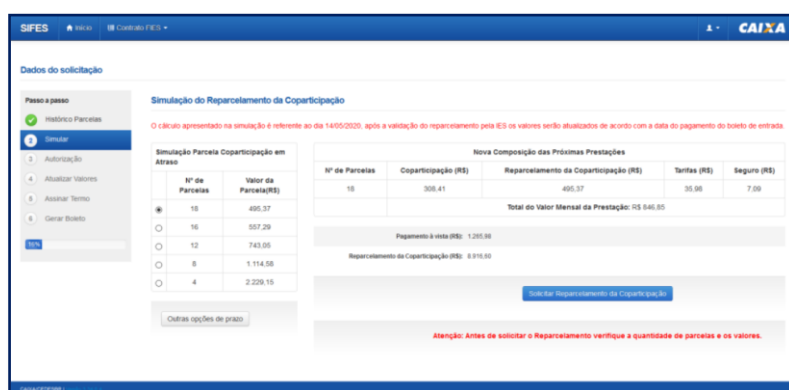 SIFES Início Contrato FIES CAIXA
Dados do solicitação
Passo a passo
Histórico Parcelas
2 Simular
3 Autorização
4 Atualizar Valores
5 Assinar Termo
6 Gerar Boleto
Simulação do Reparcelamento da Coparticipação
O cálculo apresentado na simulação é referente ao dia 14/05/2020, após a validação do reparcelamento pela IES os valores serão atualizados de acordo com a data do pagamento do boleto de entrada
Simulação Parcela Coparticipação em Atraso
Nº de Parcelas Valor da Parcela(R$)
18 495,37
16 557,29
12 743,05
8 1.114,58
4 2.229,15
Outras opções de prazo
Nova Composição das Próximas Prestações
Nº de Parcelas Coparticipação (R$) Reparcelamento da Coparticipação (R$) Tarifas (R$) Seguro (R$)
18 308,41 495,37 35,98 7,09
Total do Valor Mensal da Prestação: R$ 846,85
Pagamento à vista (R$): 1.265,98
Reparcelamento da Coparticipação (R$): 8.916,60
Solicitar Reparcelamento da Coparticipação
Atenção: Antes de solicitar o Reparcelamento verifique a quantidade de parcelas e os valores.